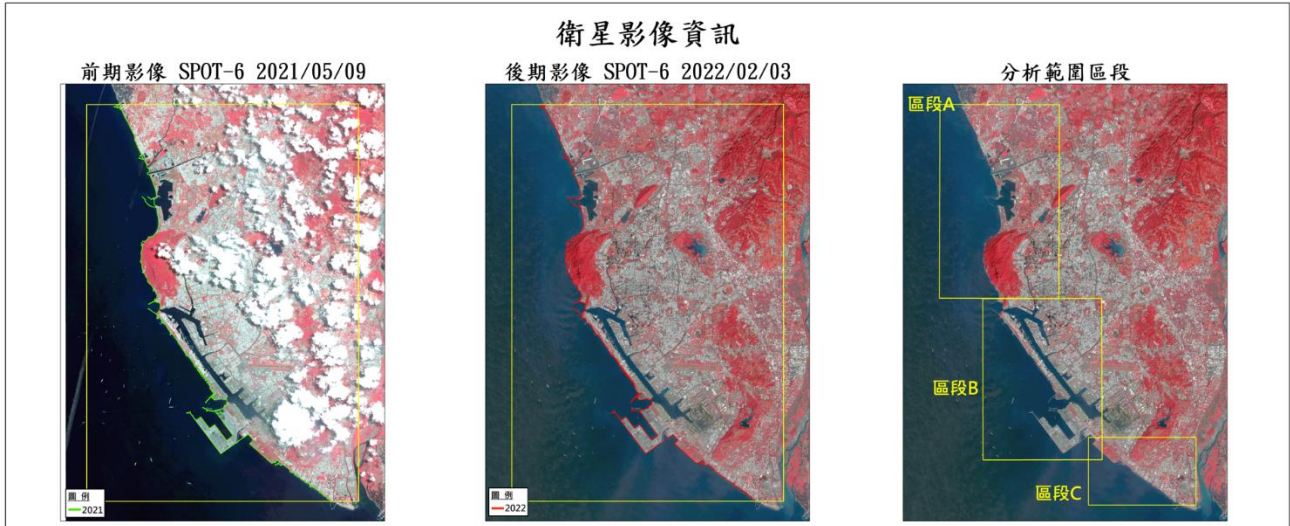 衛星影像資訊
前期影像 SPOT-6 2021/05/09
後期影像 SPOT-6 2022/02/03
分析範圍區段
區段A
區段B
區段C
圖 例
2021
圖 例
2022